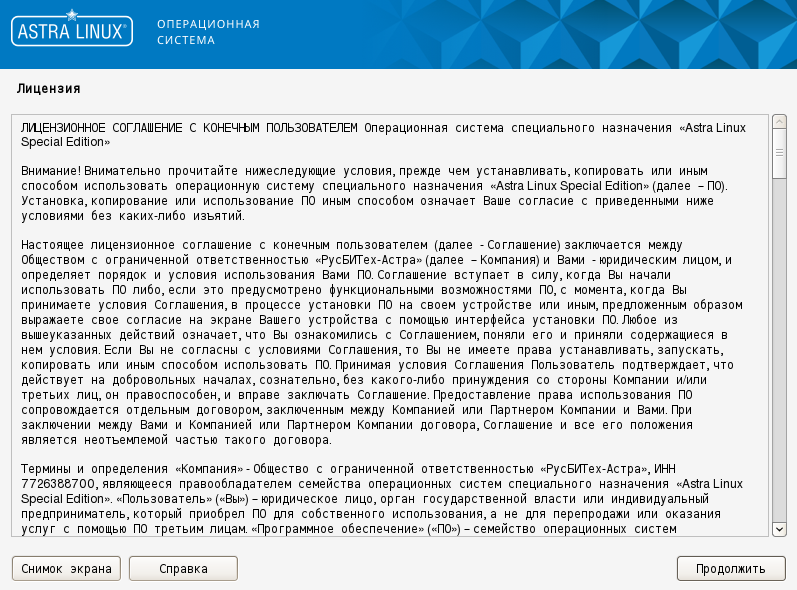 ASTRA LINUX®
ОПЕРАЦИОННАЯ
СИСТЕМА
Лицензия
ЛИЦЕНЗИОННОЕ СОГЛАШЕНИЕ С КОНЕЧНЫМ ПОЛЬЗОВАТЕЛЕМ Операционная система специального назначения «Astra Linux
Special Edition»
Внимание! Внимательно прочитайте нижеследующие условия, прежде чем устанавливать, копировать или иным
способом использовать операционную систему специального назначения «Astra Linux Special Edition» (далее – ПО).
Установка, копирование или использование ПО иным способом означает Ваше согласие с приведенными ниже
условиями без каких-либо изъятий.
Настоящее лицензионное соглашение с конечным пользователем (далее - Соглашение) заключается между
Обществом с ограниченной ответственностью «РусБИТех-Астра» (далее – Компания) и Вами - юридическим лицом, и
определяет порядок и условия использования Вами ПО. Соглашение вступает в силу, когда Вы начали
использовать ПО либо, если это предусмотрено функциональными возможностями ПО, с момента, когда Вы
принимаете условия Соглашения, в процессе установки ПО на своем устройстве или иным, предложенным образом
выражаете свое согласие на экране Вашего устройства с помощью интерфейса установки ПО. Любое из
вышеуказанных действий означает, что Вы ознакомились с Соглашением, поняли его и приняли содержащиеся в
нем условия. Если Вы не согласны с условиями Соглашения, то Вы не имеете права устанавливать, запускать,
копировать или иным способом использовать ПО. Принимая условия Соглашения Пользователь подтверждает, что
действует на добровольных началах, сознательно, без какого-либо принуждения со стороны Компании и/или
третьих лиц, он правоспособен, и вправе заключать Соглашение. Предоставление права использования ПО
сопровождается отдельным договором, заключенным между Компанией или Партнером Компании и Вами. При
заключении между Вами и Компанией или Партнером Компании договора, Соглашение и все его положения
является неотъемлемой частью такого договора.
Термины и определения «Компания» - Общество с ограниченной ответственностью «РусБИТех-Астра», ИНН
7726388700, являющееся правообладателем семейства операционных систем специального назначения «Astra Linux
Special Edition». «Пользователь» («Вы») – юридическое лицо, орган государственной власти или индивидуальный
предприниматель, который приобрел ПО для собственного использования, а не для перепродажи или оказания
услуг с помощью ПО третьим лицам. «Программное обеспечение» («ПО») – семейство операционных систем
Снимок экрана
Справка
Продолжить